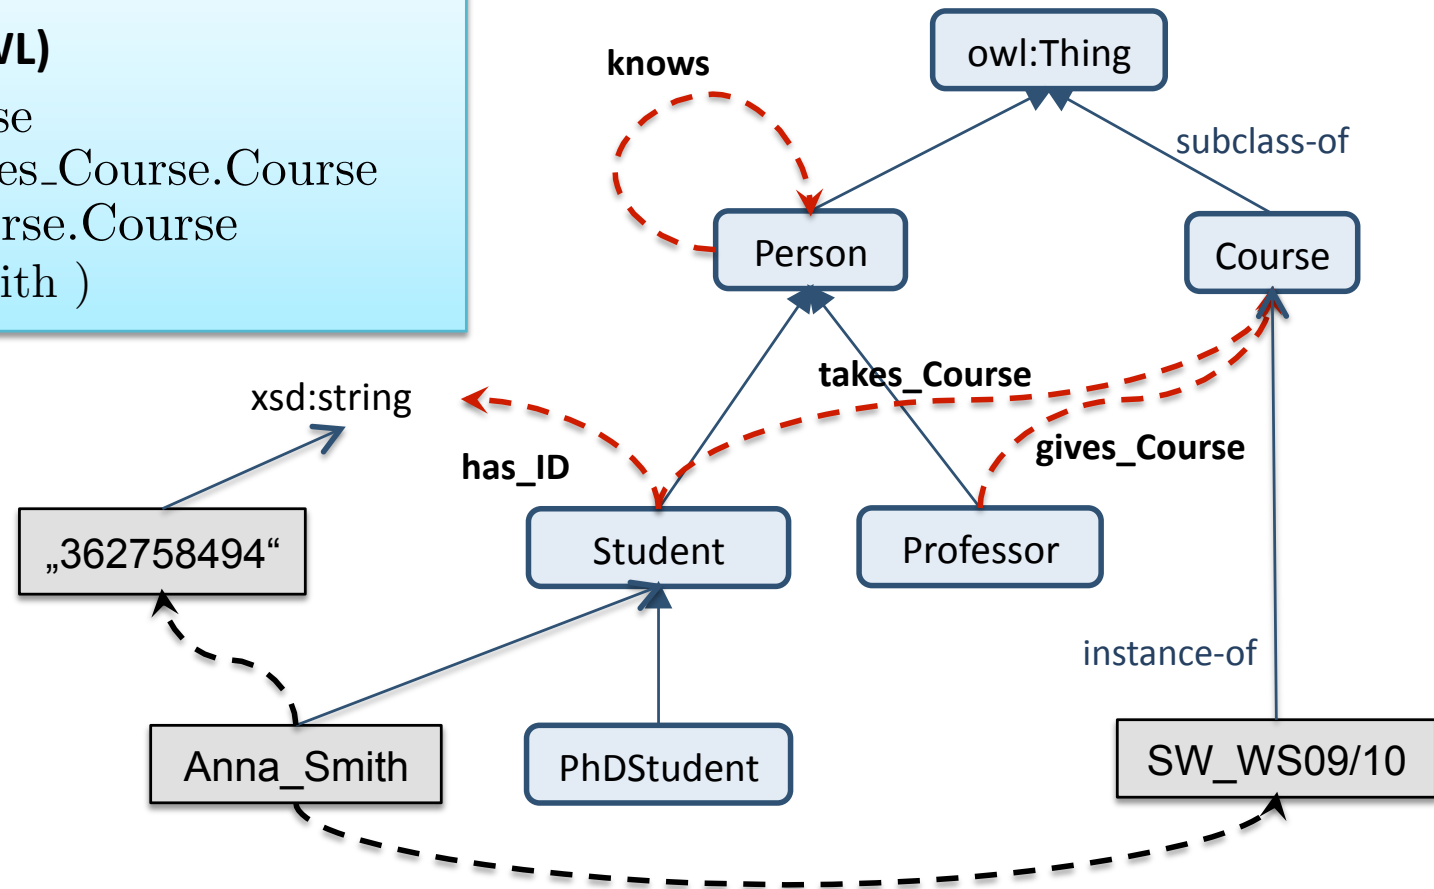 VL)
se
es_Course.Course
rse.Course
ith )
owl:Thing
knows
subclass-of
Person
Course
takes_Course
xsd:string
gives_Course
has_ID
„362758494“
Student
Professor
instance-of
Anna_Smith
PhDStudent
SW_WS09/10